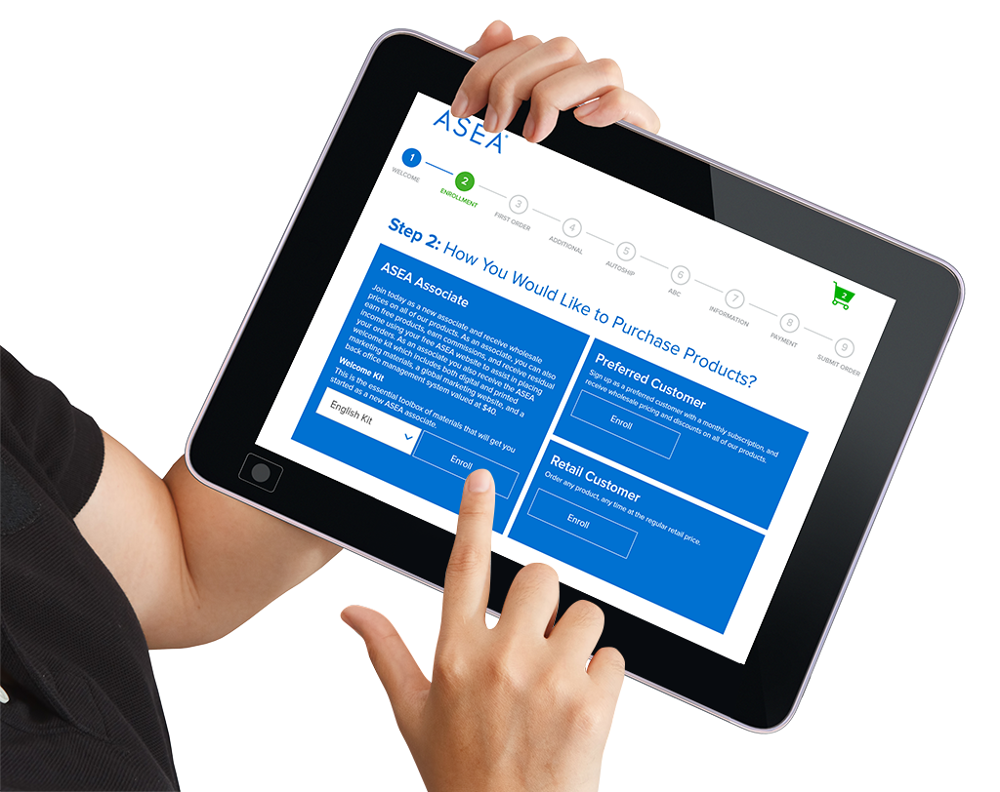 ASEA
1
2
3
4
5
6
7
8
9
WELCOME
ENROLLMENT
FIRST ORDER
ADDITIONAL
AUTOSHIP
ABC
INFORMATION
PAYMENT
SUBMIT ORDER
2
Step 2: How You Would Like to Purchase Products?
ASEA Associate
Join today as a new associate and receive wholesale
prices on all of our products. As an associate, you can also
earn free products, earn commissions, and receive residual
income using your free ASEA website to assist in placing
your orders. As an associate you also receive the ASEA
welcome kit which includes both digital and printed
marketing materials, a global marketing website, and a
back office management system valued at $40.
Welcome Kit
This is the essential toolbox of materials that will get you
started as a new ASEA associate.
English Kit
Enroll
Preferred Customer
Sign up as a preferred customer with a monthly subscription, and
receive wholesale pricing and discounts on all of our products.
Enroll
Retail Customer
Order any product, any time at the regular retail price.
Enroll